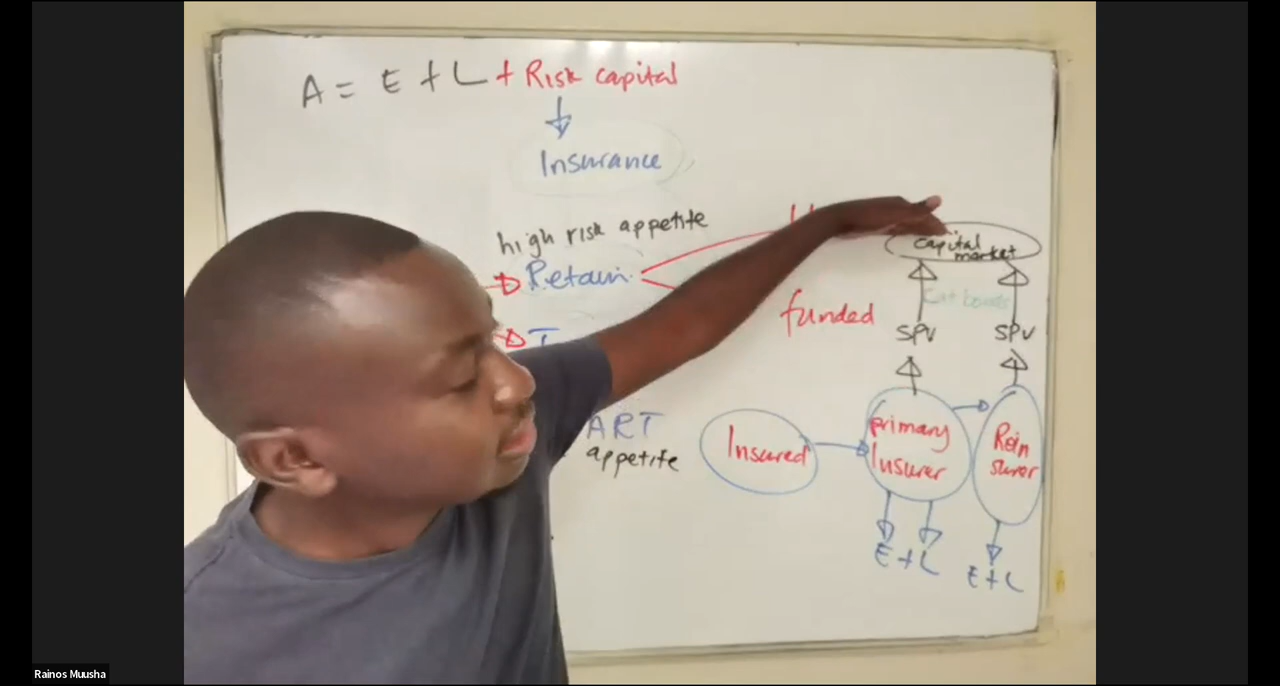 A = E + L + Risk capital
Insurance
high risk appetite
Retain
capital
market
Cat bonds
funded
SPV
SPV
ART
appetite
Insured
primary
Insurer
Rein
surer
E + L
E + L
Rainos Muusha